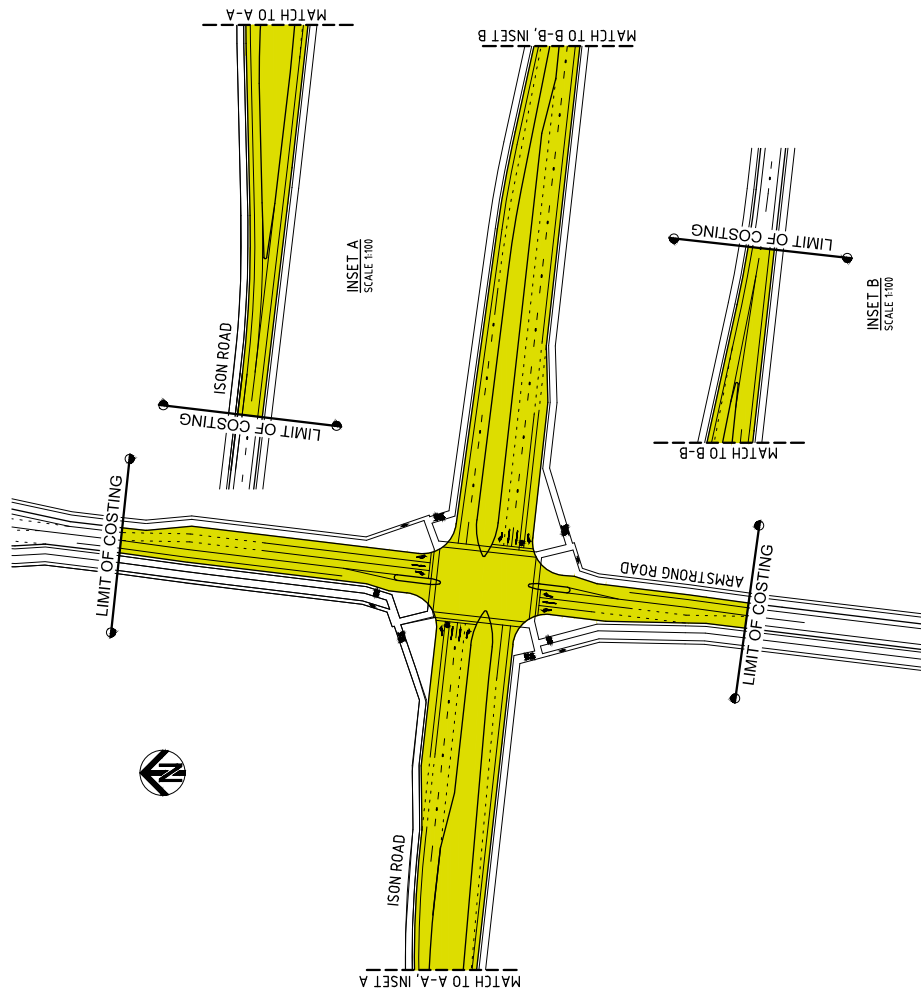 MATCH TO A-A
MATCH TO B-B, INSET B
LIMIT OF COSTING
INSET A
SCALE 1:100
INSET B
SCALE 1:100
ISON ROAD
LIMIT OF COSTING
LIMIT OF COSTING
MATCH TO B-B
ARMSTRONG ROAD
LIMIT OF COSTING
N
ISON ROAD
MATCH TO A-A, INSET A